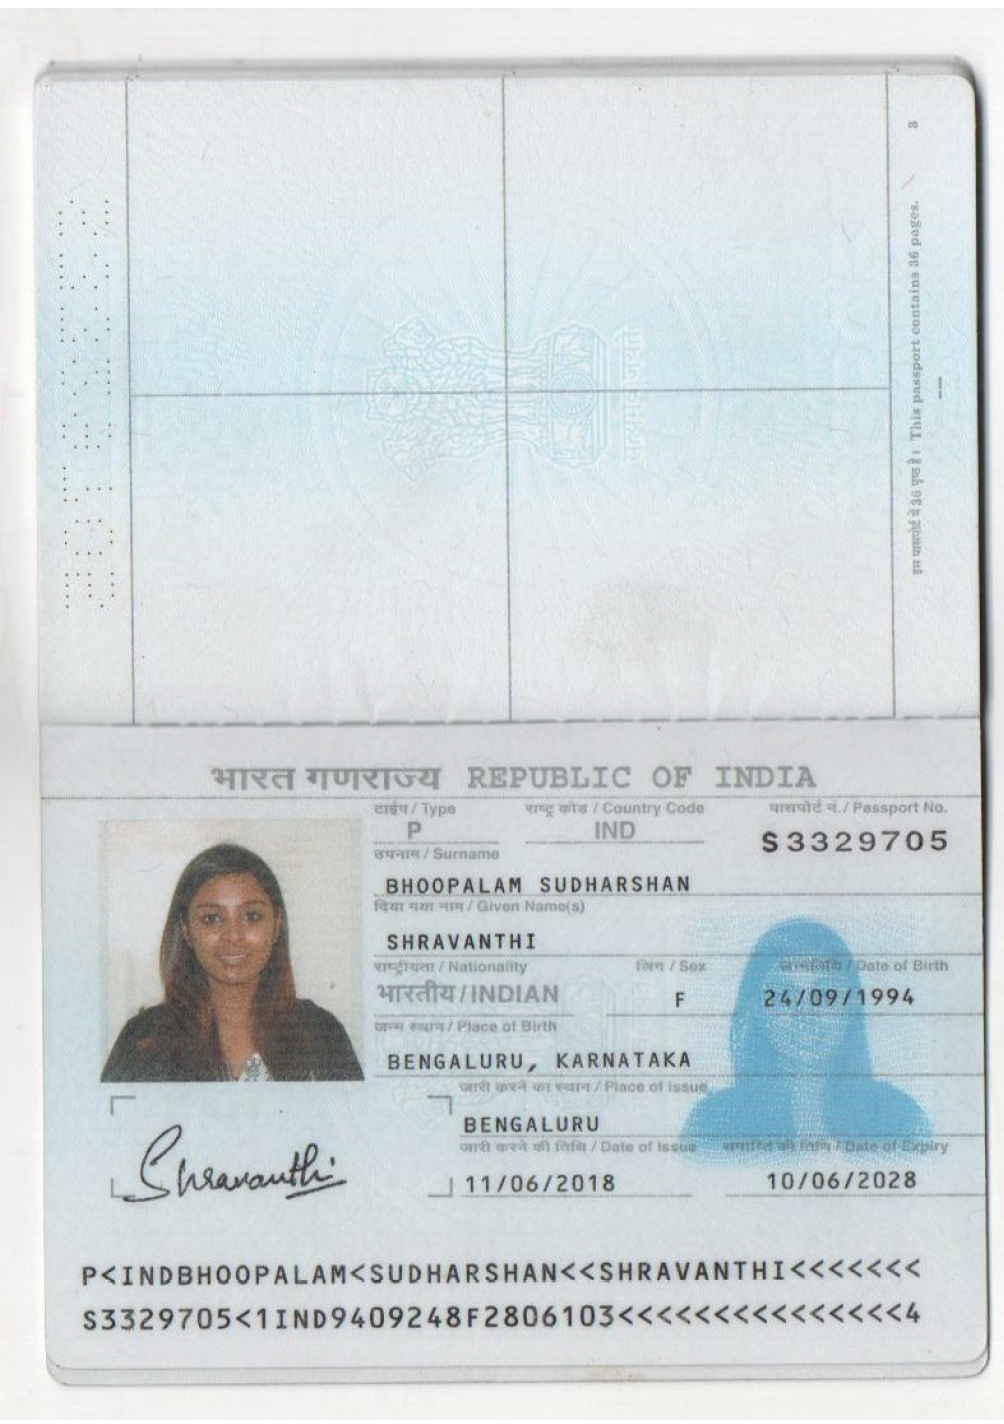 3
इस पासपोर्ट में 36 पृष्ठ है। This passport contains 36 pages.
भारत गणराज्य REPUBLIC OF INDIA
टाईप / Type
राष्ट्र कोड / Country Code
पासपोर्ट नं. / Passport No.
P
IND
S3329705
उपनाम / Surname
BHOOPALAM SUDHARSHAN
दिया गया नाम / Given Name(s)
SHRAVANTHI
राष्ट्रीयता / Nationality
लिंग / Sex
जन्मतिथि / Date of Birth
भारतीय / INDIAN
F
24/09/1994
जन्म स्थान / Place of Birth
BENGALURU, KARNATAKA
जारी करने का स्थान / Place of Issue
BENGALURU
जारी करने की तिथि / Date of Issue
समाप्ति की तिथि / Date of Expiry
Shravanthi
11/06/2018
10/06/2028
P<INDBHOOPALAM<SUDHARSHAN<<SHRAVANTHI<<<<<<<
S3329705<1IND9409248F2806103<<<<<<<<<<<<<<<4